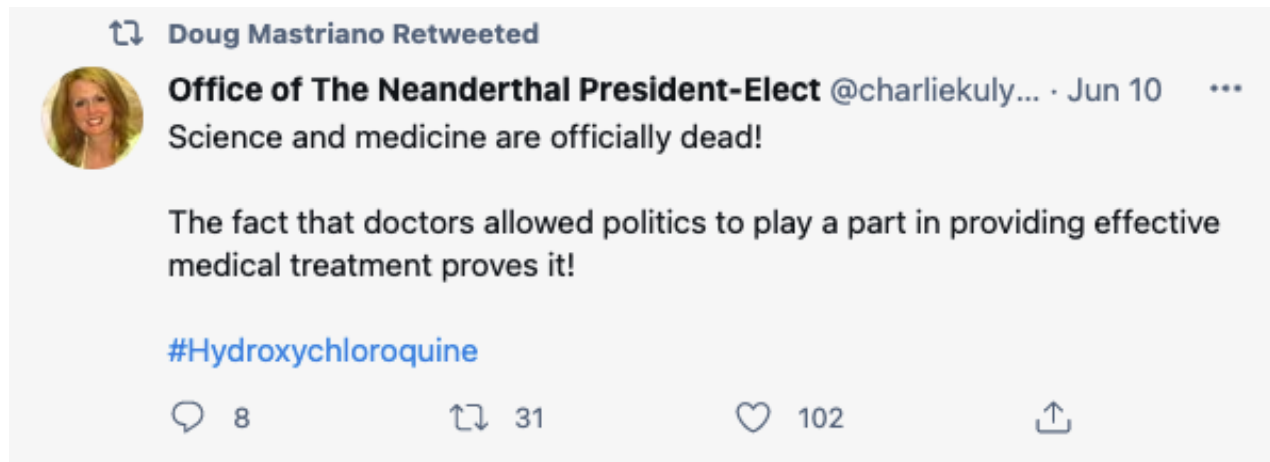 Doug Mastriano Retweeted
Office of The Neanderthal President-Elect @charliekuly... · Jun 10 ...
Science and medicine are officially dead!
The fact that doctors allowed politics to play a part in providing effective
medical treatment proves it!
#Hydroxychloroquine
8 31 102